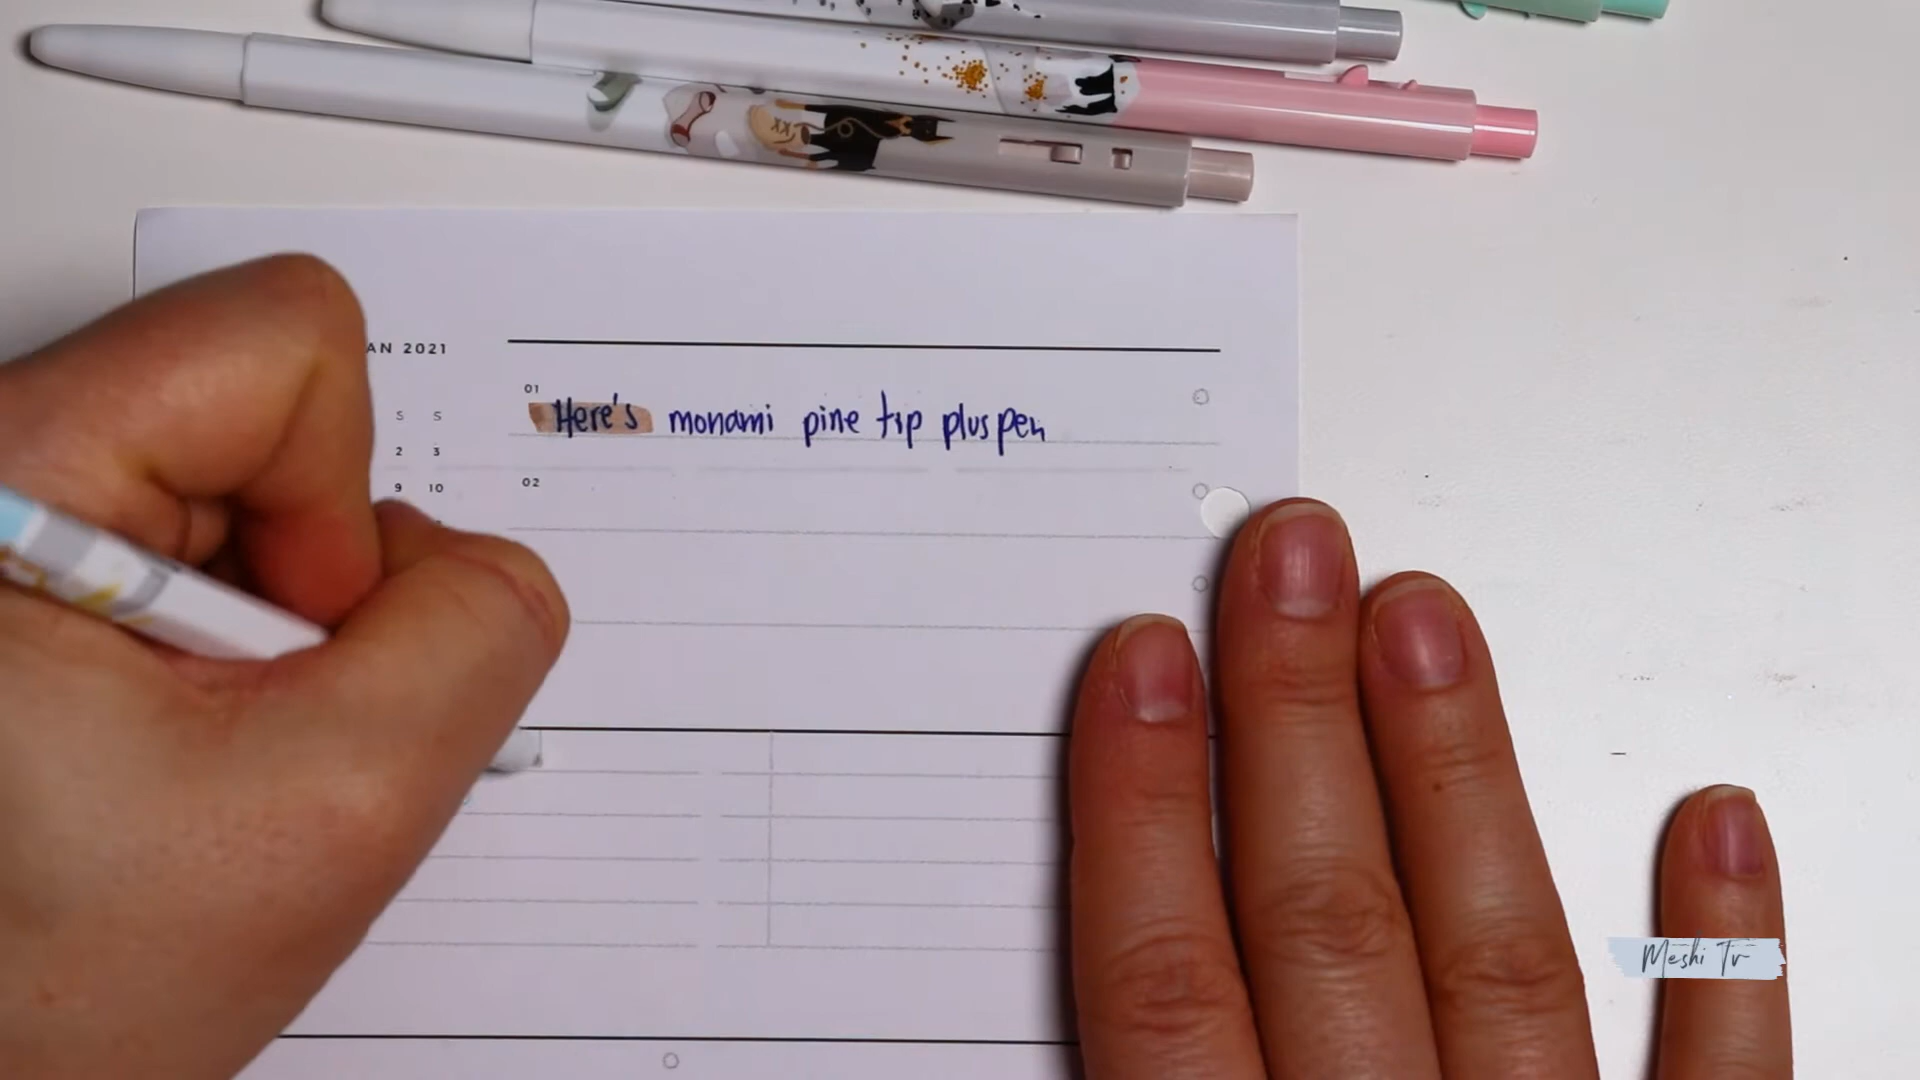 AN 2021
01
Here's monami pine tip plus pen
S S
2 3
02
9 10
Meshi Tv